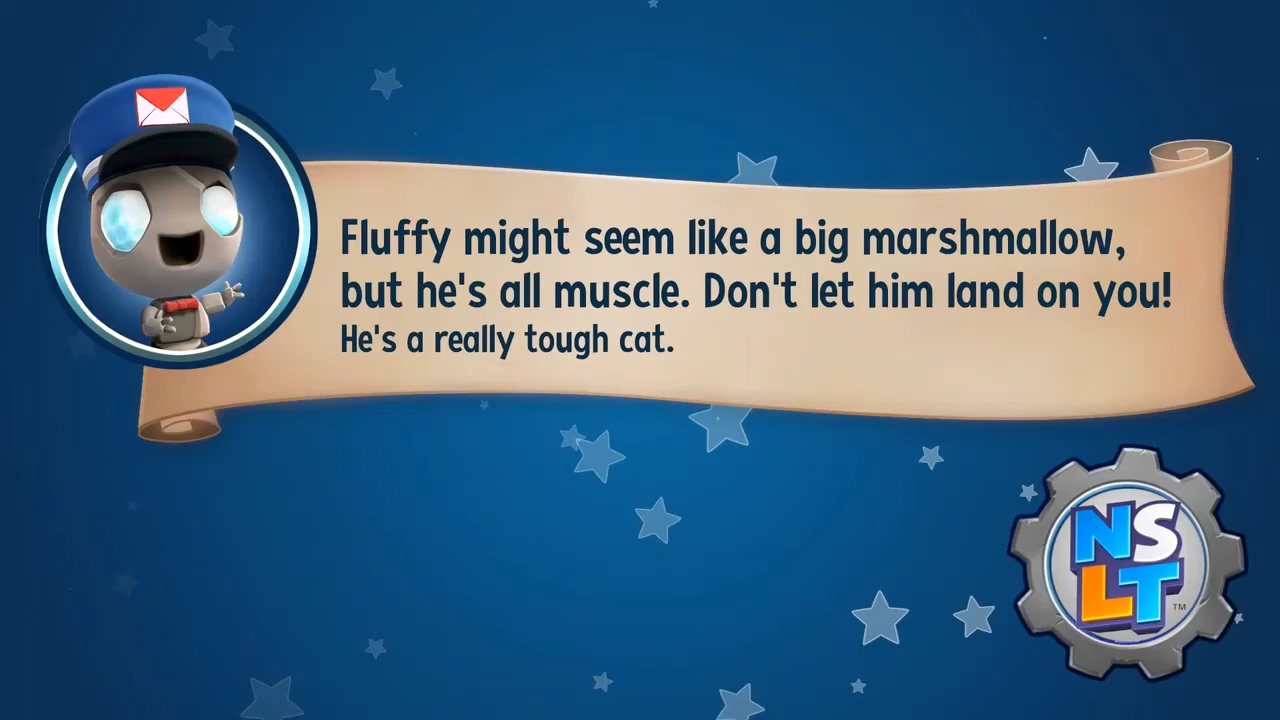 Fluffy might seem like a big marshmallow,
but he's all muscle. Don't let him land on you!
He's a really tough cat.
NS
LT
TM